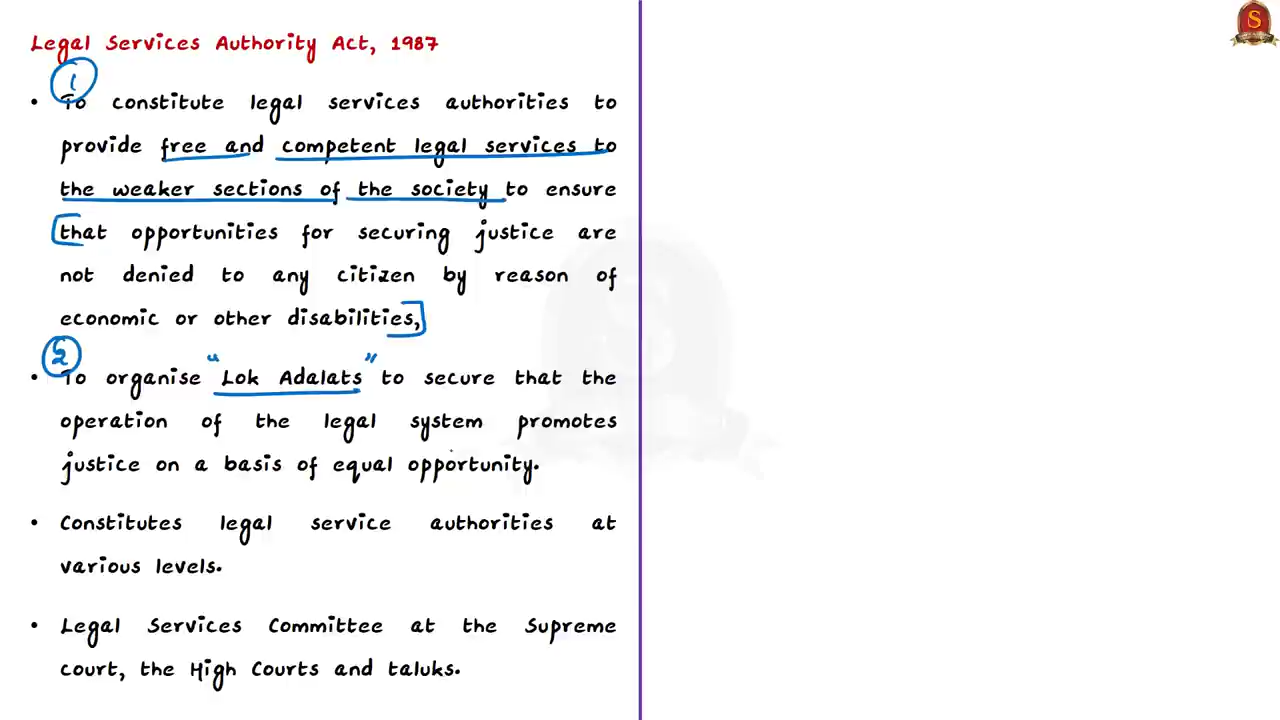 Legal Services Authority Act, 1987
1
• To constitute legal services authorities to
provide free and competent legal services to
the weaker sections of the society to ensure
that opportunities for securing justice are
not denied to any citizen by reason of
economic or other disabilities,
2
• To organise "Lok Adalats" to secure that the
operation of the legal system promotes
justice on a basis of equal opportunity.
• Constitutes legal service authorities at
various levels.
• Legal Services Committee at the Supreme
court, the High Courts and taluks.
S